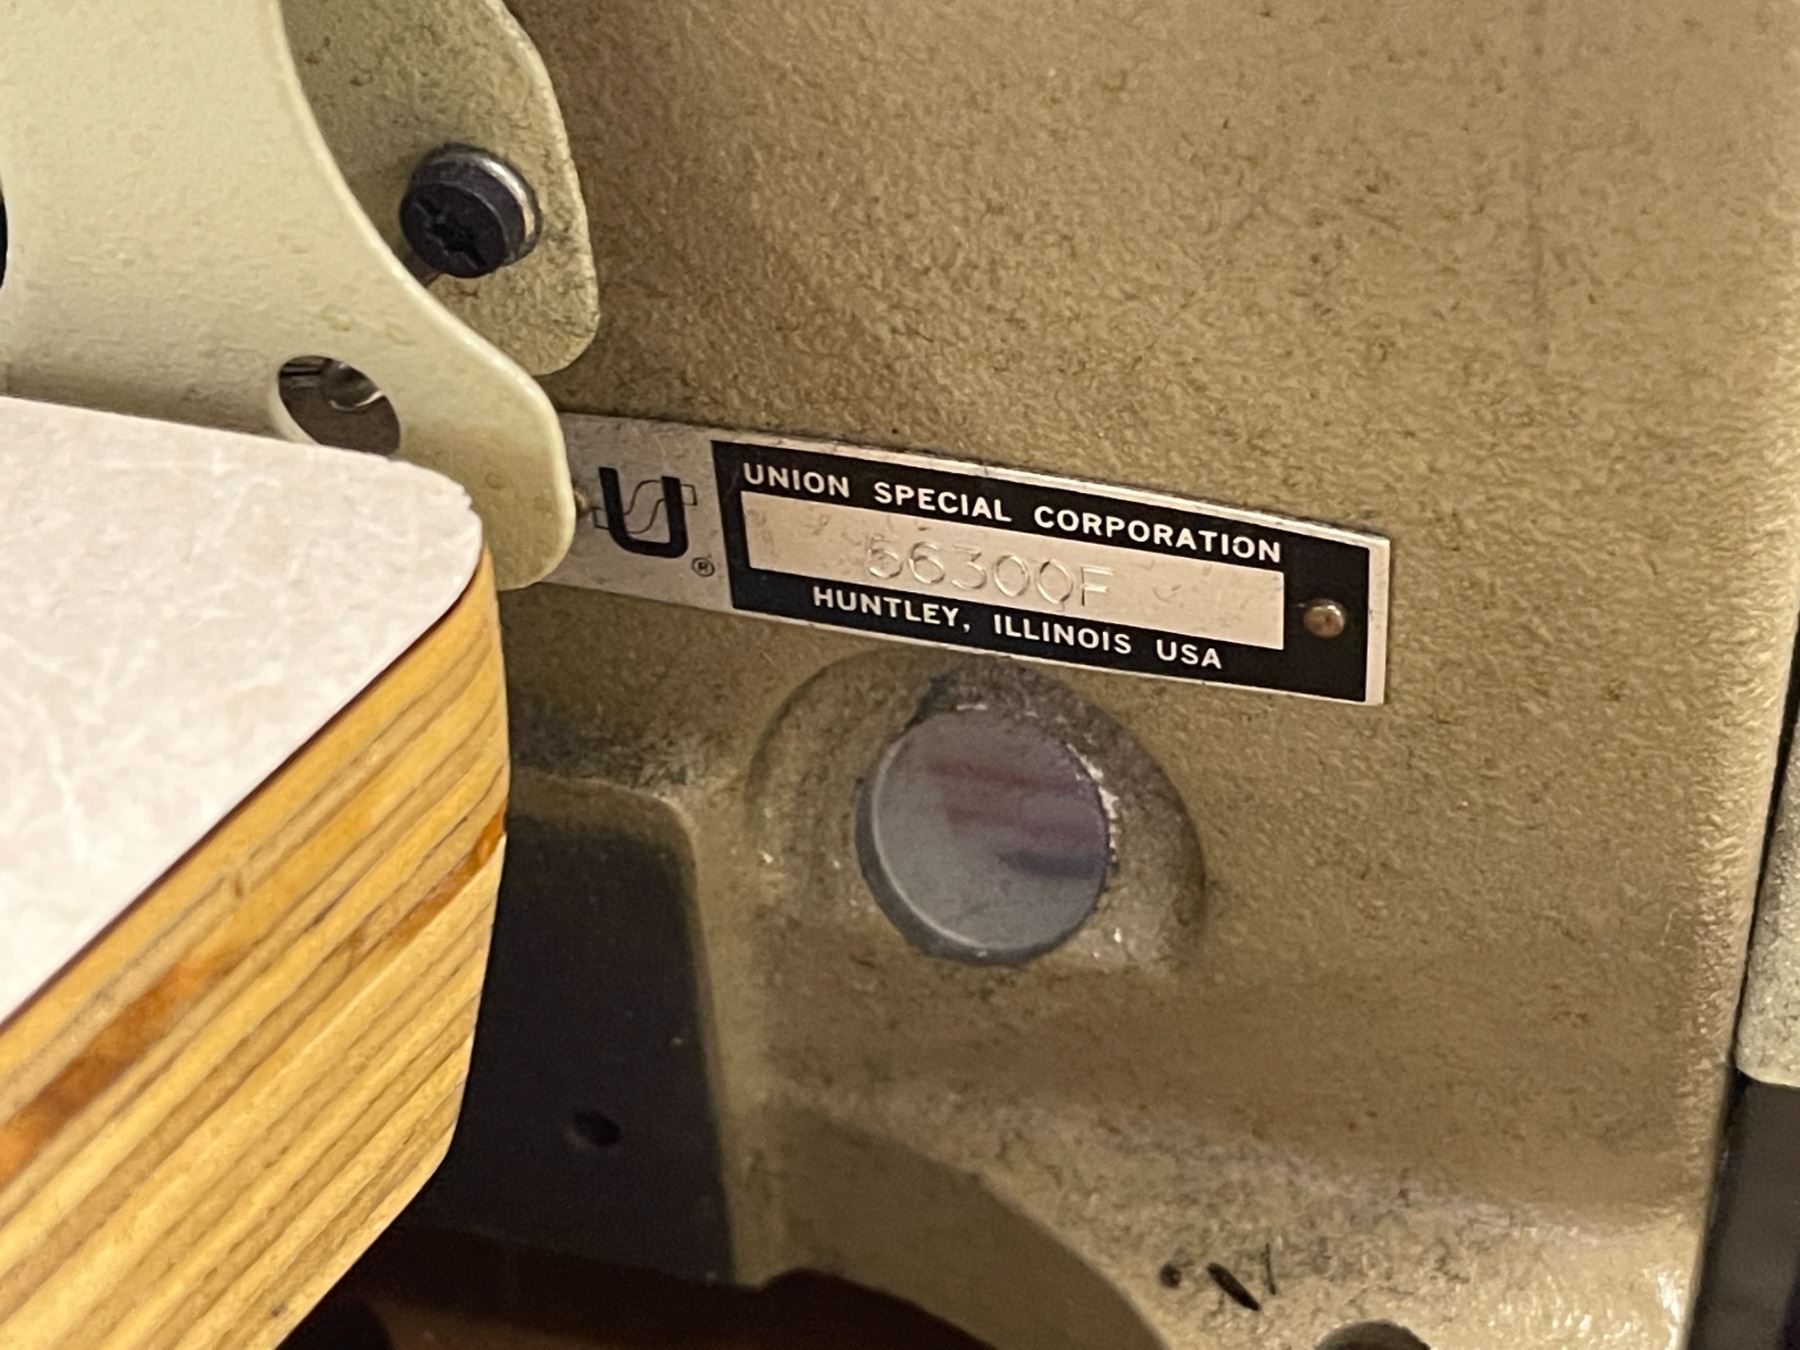 U®
UNION SPECIAL CORPORATION
56300F
HUNTLEY, ILLINOIS USA